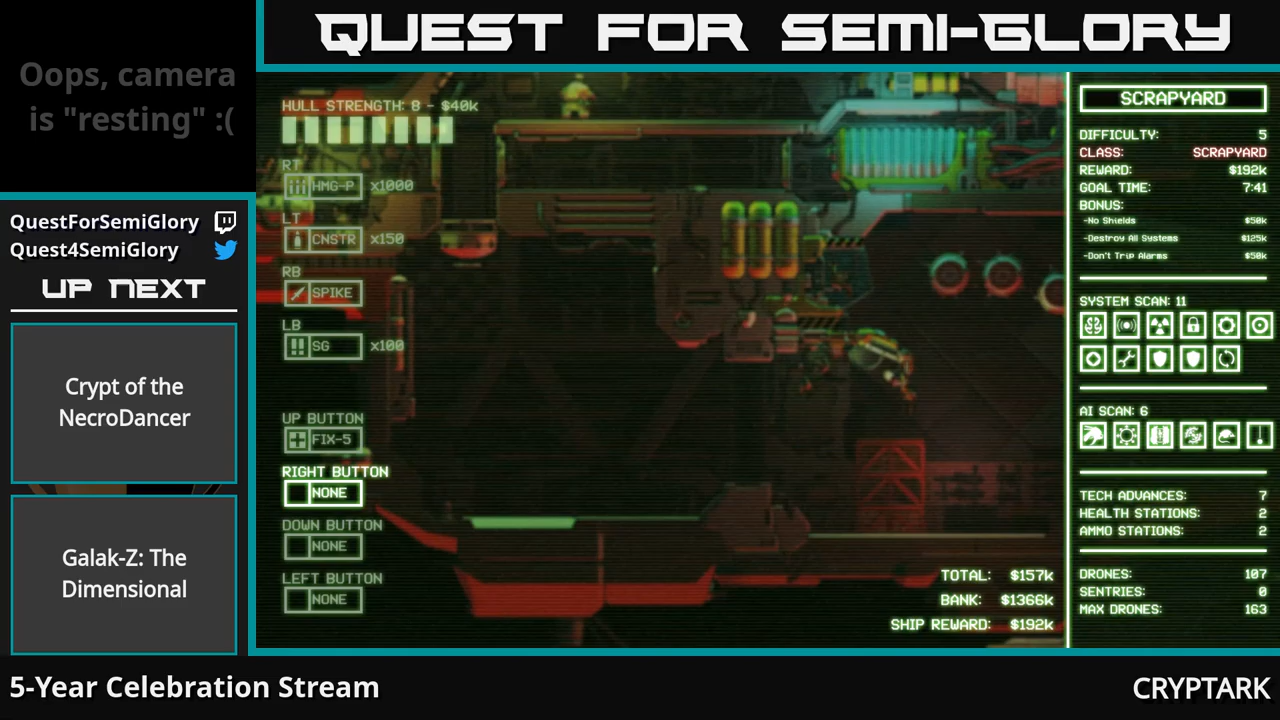 Oops, camera
is "resting" :(
QUEST FOR SEMI-GLORY
QuestForSemiGlory
Quest4SemiGlory
UP NEXT
Crypt of the
NecroDancer
Galak-Z: The
Dimensional
HULL STRENGTH: 8 - $40k
RT
HMG-P x1000
LT
CNSTR x150
RB
SPIKE
LB
SG x100
UP BUTTON
FIX-5
RIGHT BUTTON
NONE
DOWN BUTTON
NONE
LEFT BUTTON
NONE
TOTAL: $157k
BANK: $1366k
SHIP REWARD: $192k
SCRAPYARD
DIFFICULTY: 5
CLASS: SCRAPYARD
REWARD: $192k
GOAL TIME: 7:41
BONUS:
-No Shields $50k
-Destroy All Systems $125k
-Don't Trip Alarms $50k
SYSTEM SCAN: 11
AI SCAN: 6
TECH ADVANCES: 7
HEALTH STATIONS: 2
AMMO STATIONS: 2
DRONES: 107
SENTRIES: 0
MAX DRONES: 163
5-Year Celebration Stream
CRYPTARK